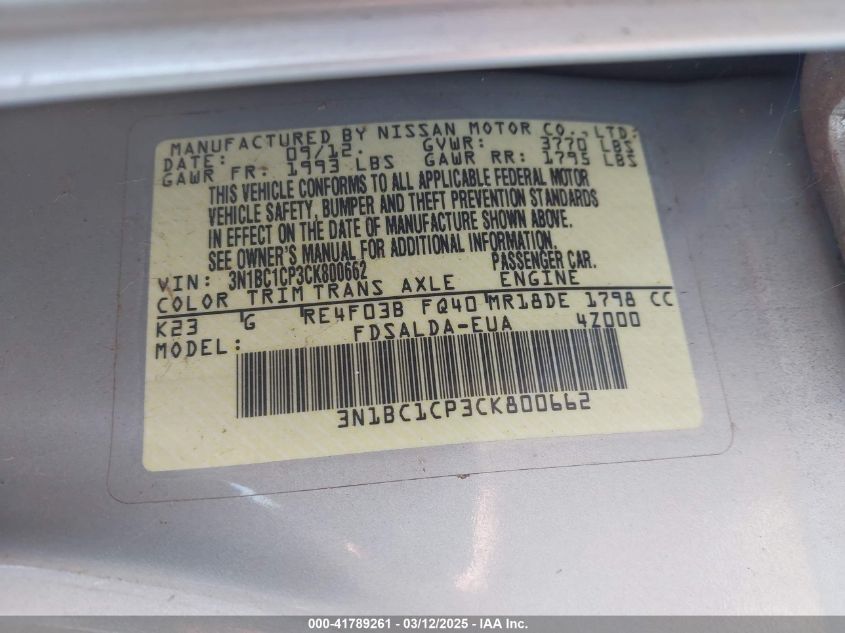 MANUFACTURED BY NISSAN MOTOR CO., LTD.
DATE: 09/12. GVWR: 3770 LBS
GAWR FR: 1993 LBS GAWR RR: 1795 LBS
THIS VEHICLE CONFORMS TO ALL APPLICABLE FEDERAL MOTOR
VEHICLE SAFETY, BUMPER AND THEFT PREVENTION STANDARDS
IN EFFECT ON THE DATE OF MANUFACTURE SHOWN ABOVE.
SEE OWNER'S MANUAL FOR ADDITIONAL INFORMATION.
VIN: 3N1BC1CP3CK800662 PASSENGER CAR.
COLOR TRIM TRANS AXLE ENGINE
K23 G RE4F03B FQ40 MR18DE 1798 CC
MODEL: FDSALDA-EUA 4Z000
3N1BC1CP3CK800662
000-41789261 - 03/12/2025 - IAA Inc.